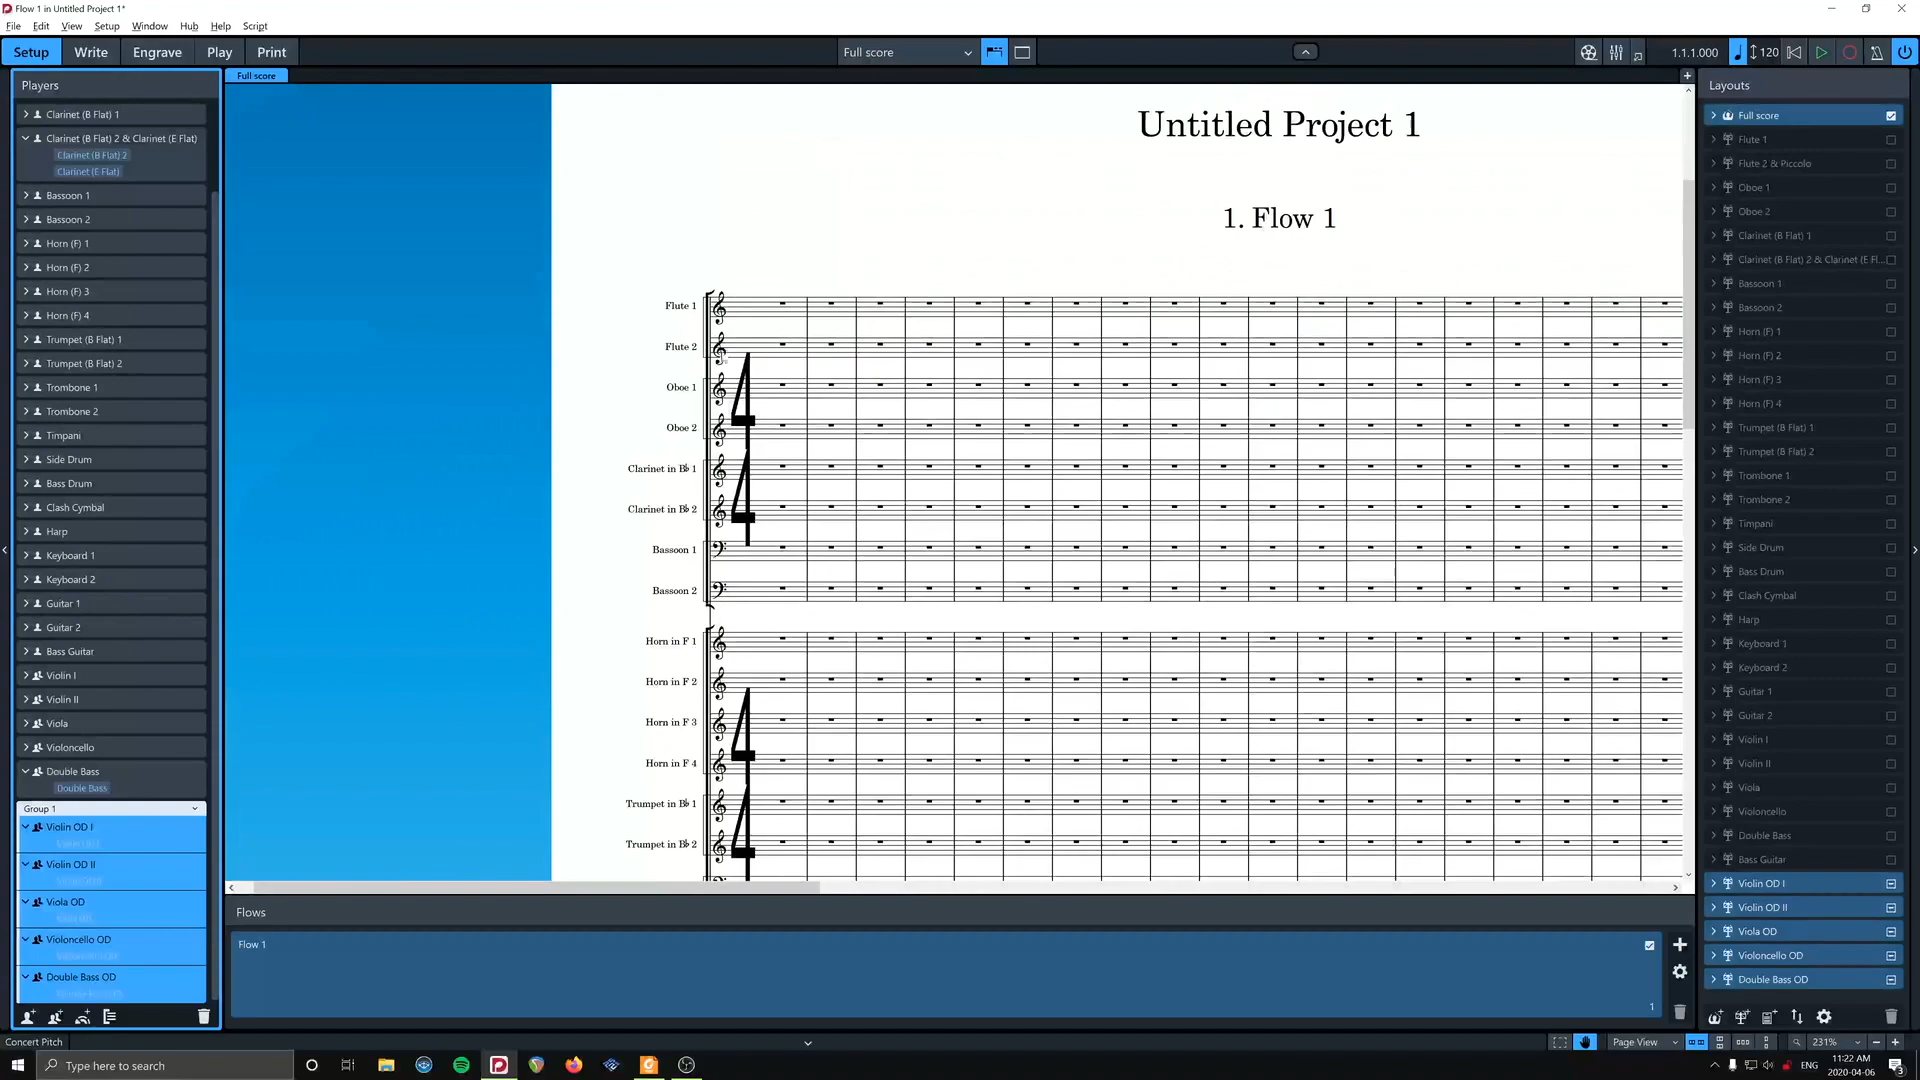 Flow 1 in Untitled Project 1*
File Edit View Setup Window Hub Help Script
Setup Write Engrave Play Print
Full score
1.1.1.000
120
Players
Full score
Layouts
Clarinet (B Flat) 1
Clarinet (B Flat) 2 & Clarinet (E Flat)
Clarinet (B Flat) 2
Clarinet (E Flat)
Bassoon 1
Bassoon 2
Horn (F) 1
Horn (F) 2
Horn (F) 3
Horn (F) 4
Trumpet (B Flat) 1
Trumpet (B Flat) 2
Trombone 1
Trombone 2
Timpani
Side Drum
Bass Drum
Clash Cymbal
Harp
Keyboard 1
Keyboard 2
Guitar 1
Guitar 2
Bass Guitar
Violin I
Violin II
Viola
Violoncello
Double Bass
Double Bass
Group 1
Violin OD I
Violin OD II
Viola OD
Violoncello OD
Double Bass OD
Untitled Project 1
1. Flow 1
Flute 1
Flute 2
Oboe 1
Oboe 2
Clarinet in B♭ 1
Clarinet in B♭ 2
Bassoon 1
Bassoon 2
Horn in F 1
Horn in F 2
Horn in F 3
Horn in F 4
Trumpet in B♭ 1
Trumpet in B♭ 2
4
4
4
4
Flows
Flow 1
1
Full score
Flute 1
Flute 2 & Piccolo
Oboe 1
Oboe 2
Clarinet (B Flat) 1
Clarinet (B Flat) 2 & Clarinet (E Fl...
Bassoon 1
Bassoon 2
Horn (F) 1
Horn (F) 2
Horn (F) 3
Horn (F) 4
Trumpet (B Flat) 1
Trumpet (B Flat) 2
Trombone 1
Trombone 2
Timpani
Side Drum
Bass Drum
Clash Cymbal
Harp
Keyboard 1
Keyboard 2
Guitar 1
Guitar 2
Violin I
Violin II
Viola
Violoncello
Double Bass
Bass Guitar
Violin OD I
Violin OD II
Viola OD
Violoncello OD
Double Bass OD
Concert Pitch
Page View
231%
Type here to search
ENG
11:22 AM
2020-04-06
3